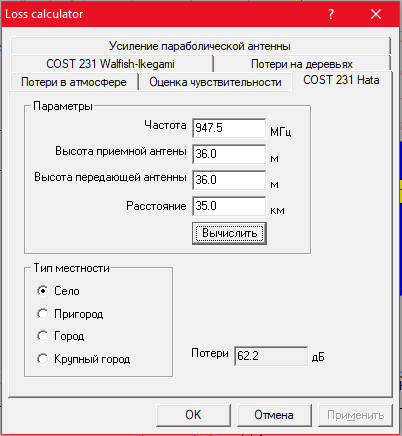 Loss calculator
Усиление параболической антенны
COST 231 Walfish-Ikegami Потери на деревьях
Потери в атмосфере Оценка чувствительности COST 231 Hata
Параметры
Частота 947.5 МГц
Высота приемной антены 36.0 м
Высота передающей антенны 36.0 м
Расстояние 35.0 км
Вычислить
Тип местности
Село
Пригород
Город
Крупный город
Потери 62.2 дБ
OK Отмена Применить